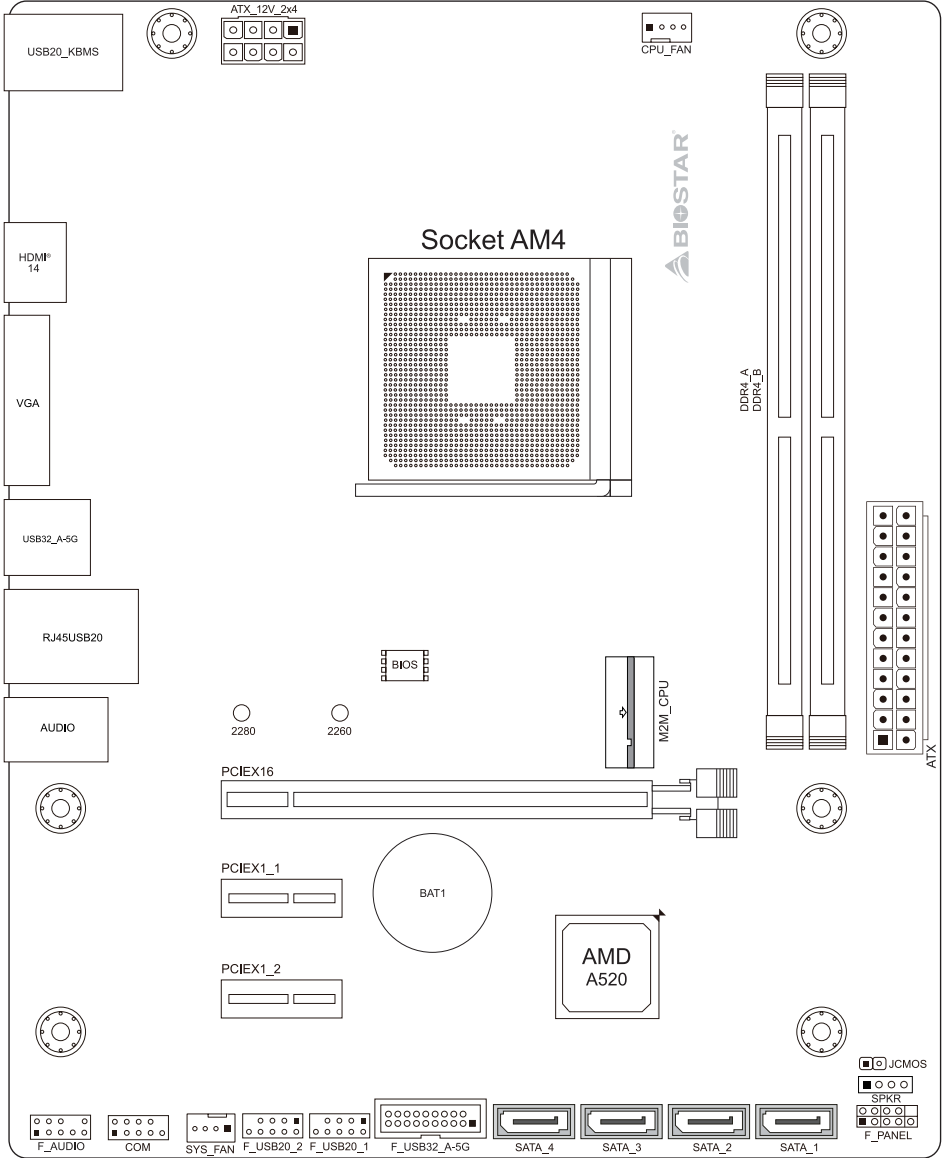 ATX_12V_2x4
USB20_KBMS
CPU_FAN
BIOSTAR®
Socket AM4
HDMI®
14
VGA
DDR4_A
DDR4_B
USB32_A-5G
RJ45USB20
BIOS
M2M_CPU
AUDIO
2280
2260
ATX
PCIEX16
PCIEX1_1
BAT1
AMD
A520
PCIEX1_2
JCMOS
SPKR
F_PANEL
F_AUDIO
COM
SYS_FAN
F_USB20_2
F_USB20_1
F_USB32_A-5G
SATA_4
SATA_3
SATA_2
SATA_1